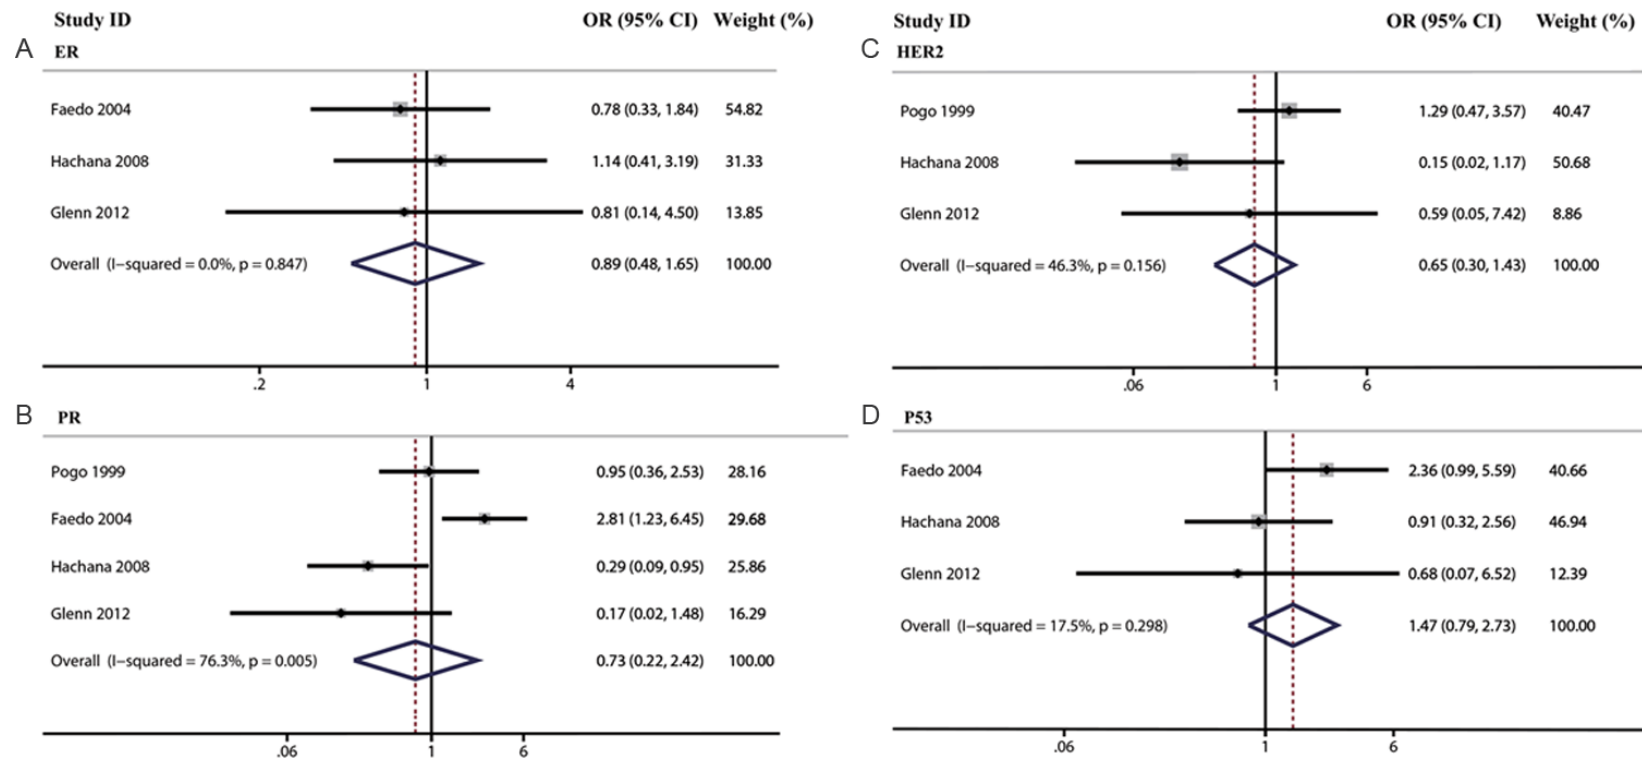 Study ID OR (95% CI) Weight (%)
A ER
Faedo 2004 0.78 (0.33, 1.84) 54.82
Hachana 2008 1.14 (0.41, 3.19) 31.33
Glenn 2012 0.81 (0.14, 4.50) 13.85
Overall (I−squared = 0.0%, p = 0.847) 0.89 (0.48, 1.65) 100.00
.2 1 4
B PR
Pogo 1999 0.95 (0.36, 2.53) 28.16
Faedo 2004 2.81 (1.23, 6.45) 29.68
Hachana 2008 0.29 (0.09, 0.95) 25.86
Glenn 2012 0.17 (0.02, 1.48) 16.29
Overall (I−squared = 76.3%, p = 0.005) 0.73 (0.22, 2.42) 100.00
.06 1 6
Study ID OR (95% CI) Weight (%)
C HER2
Pogo 1999 1.29 (0.47, 3.57) 40.47
Hachana 2008 0.15 (0.02, 1.17) 50.68
Glenn 2012 0.59 (0.05, 7.42) 8.86
Overall (I−squared = 46.3%, p = 0.156) 0.65 (0.30, 1.43) 100.00
.06 1 6
D P53
Faedo 2004 2.36 (0.99, 5.59) 40.66
Hachana 2008 0.91 (0.32, 2.56) 46.94
Glenn 2012 0.68 (0.07, 6.52) 12.39
Overall (I−squared = 17.5%, p = 0.298) 1.47 (0.79, 2.73) 100.00
.06 1 6